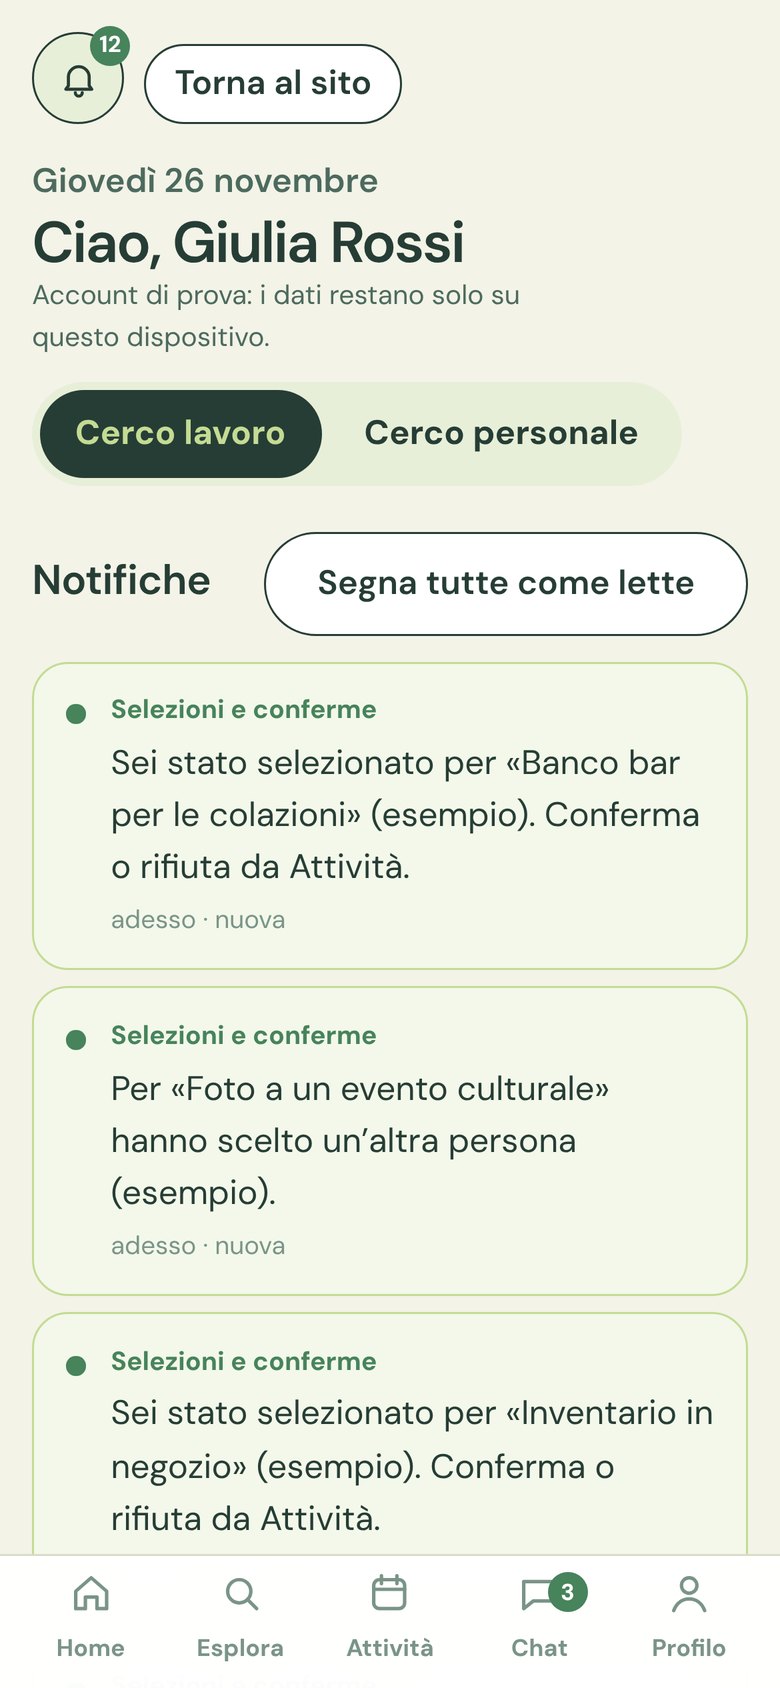 12
Torna al sito
Giovedì 26 novembre
Ciao, Giulia Rossi
Account di prova: i dati restano solo su
questo dispositivo.
Cerco lavoro
Cerco personale
Notifiche
Segna tutte come lette
Selezioni e conferme
Sei stato selezionato per «Banco bar
per le colazioni» (esempio). Conferma
o rifiuta da Attività.
adesso · nuova
Selezioni e conferme
Per «Foto a un evento culturale»
hanno scelto un’altra persona
(esempio).
adesso · nuova
Selezioni e conferme
Sei stato selezionato per «Inventario in
negozio» (esempio). Conferma o
rifiuta da Attività.
3
Home
Esplora
Attività
Chat
Profilo